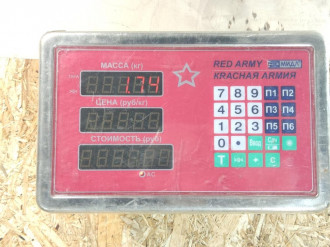 МАССА (кг)
1.74
ЦЕНА (руб/кг)
СТОИМОСТЬ (руб)
RED ARMY
КРАСНАЯ АРМИЯ
7 8 9 П1 П2
4 5 6 П3 П4
1 2 3 П5 П6
0 • Ввод
T С